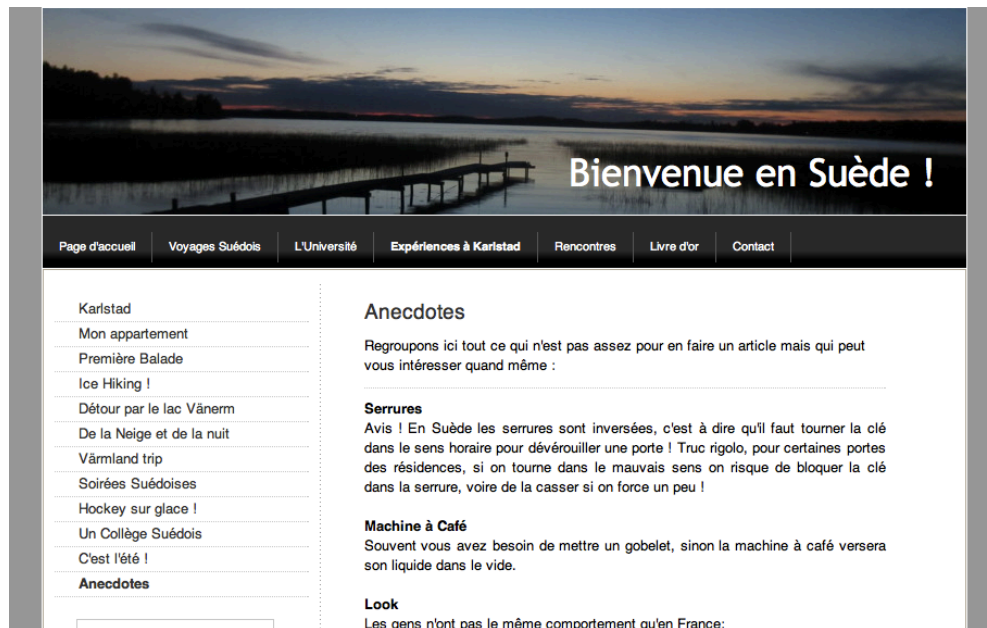 Bienvenue en Suède !
Page d'accueil
Voyages Suédois
L'Université
Expériences à Karlstad
Rencontres
Livre d'or
Contact
Karlstad
Mon appartement
Première Balade
Ice Hiking !
Détour par le lac Vänerm
De la Neige et de la nuit
Värmland trip
Soirées Suédoises
Hockey sur glace !
Un Collège Suédois
C'est l'été !
Anecdotes
Anecdotes
Regroupons ici tout ce qui n'est pas assez pour en faire un article mais qui peut
vous intéresser quand même :
Serrures
Avis ! En Suède les serrures sont inversées, c'est à dire qu'il faut tourner la clé
dans le sens horaire pour dévérouiller une porte ! Truc rigolo, pour certaines portes
des résidences, si on tourne dans le mauvais sens on risque de bloquer la clé
dans la serrure, voire de la casser si on force un peu !
Machine à Café
Souvent vous avez besoin de mettre un gobelet, sinon la machine à café versera
son liquide dans le vide.
Look
Les gens n'ont pas le même comportement qu'en France: